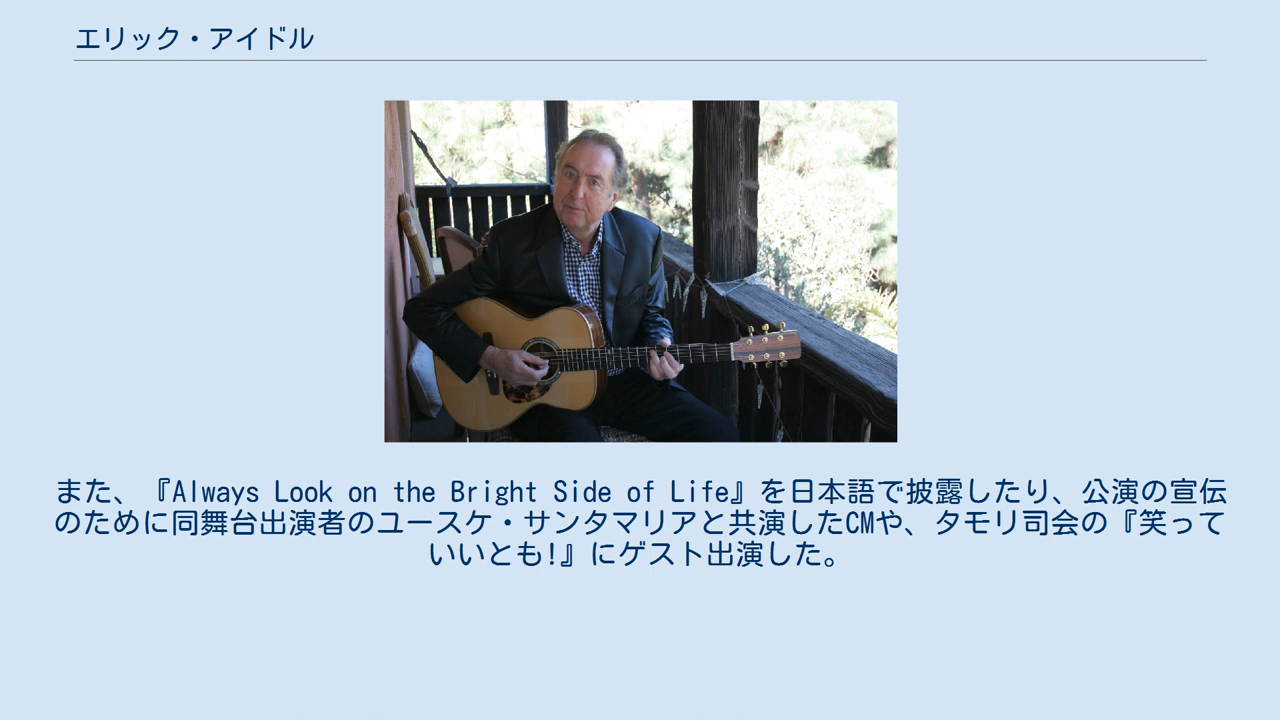 エリック・アイドル
また、『Always Look on the Bright Side of Life』を日本語で披露したり、公演の宣伝
のために同舞台出演者のユースケ・サンタマリアと共演したCMや、タモリ司会の『笑って
いいとも!』にゲスト出演した。